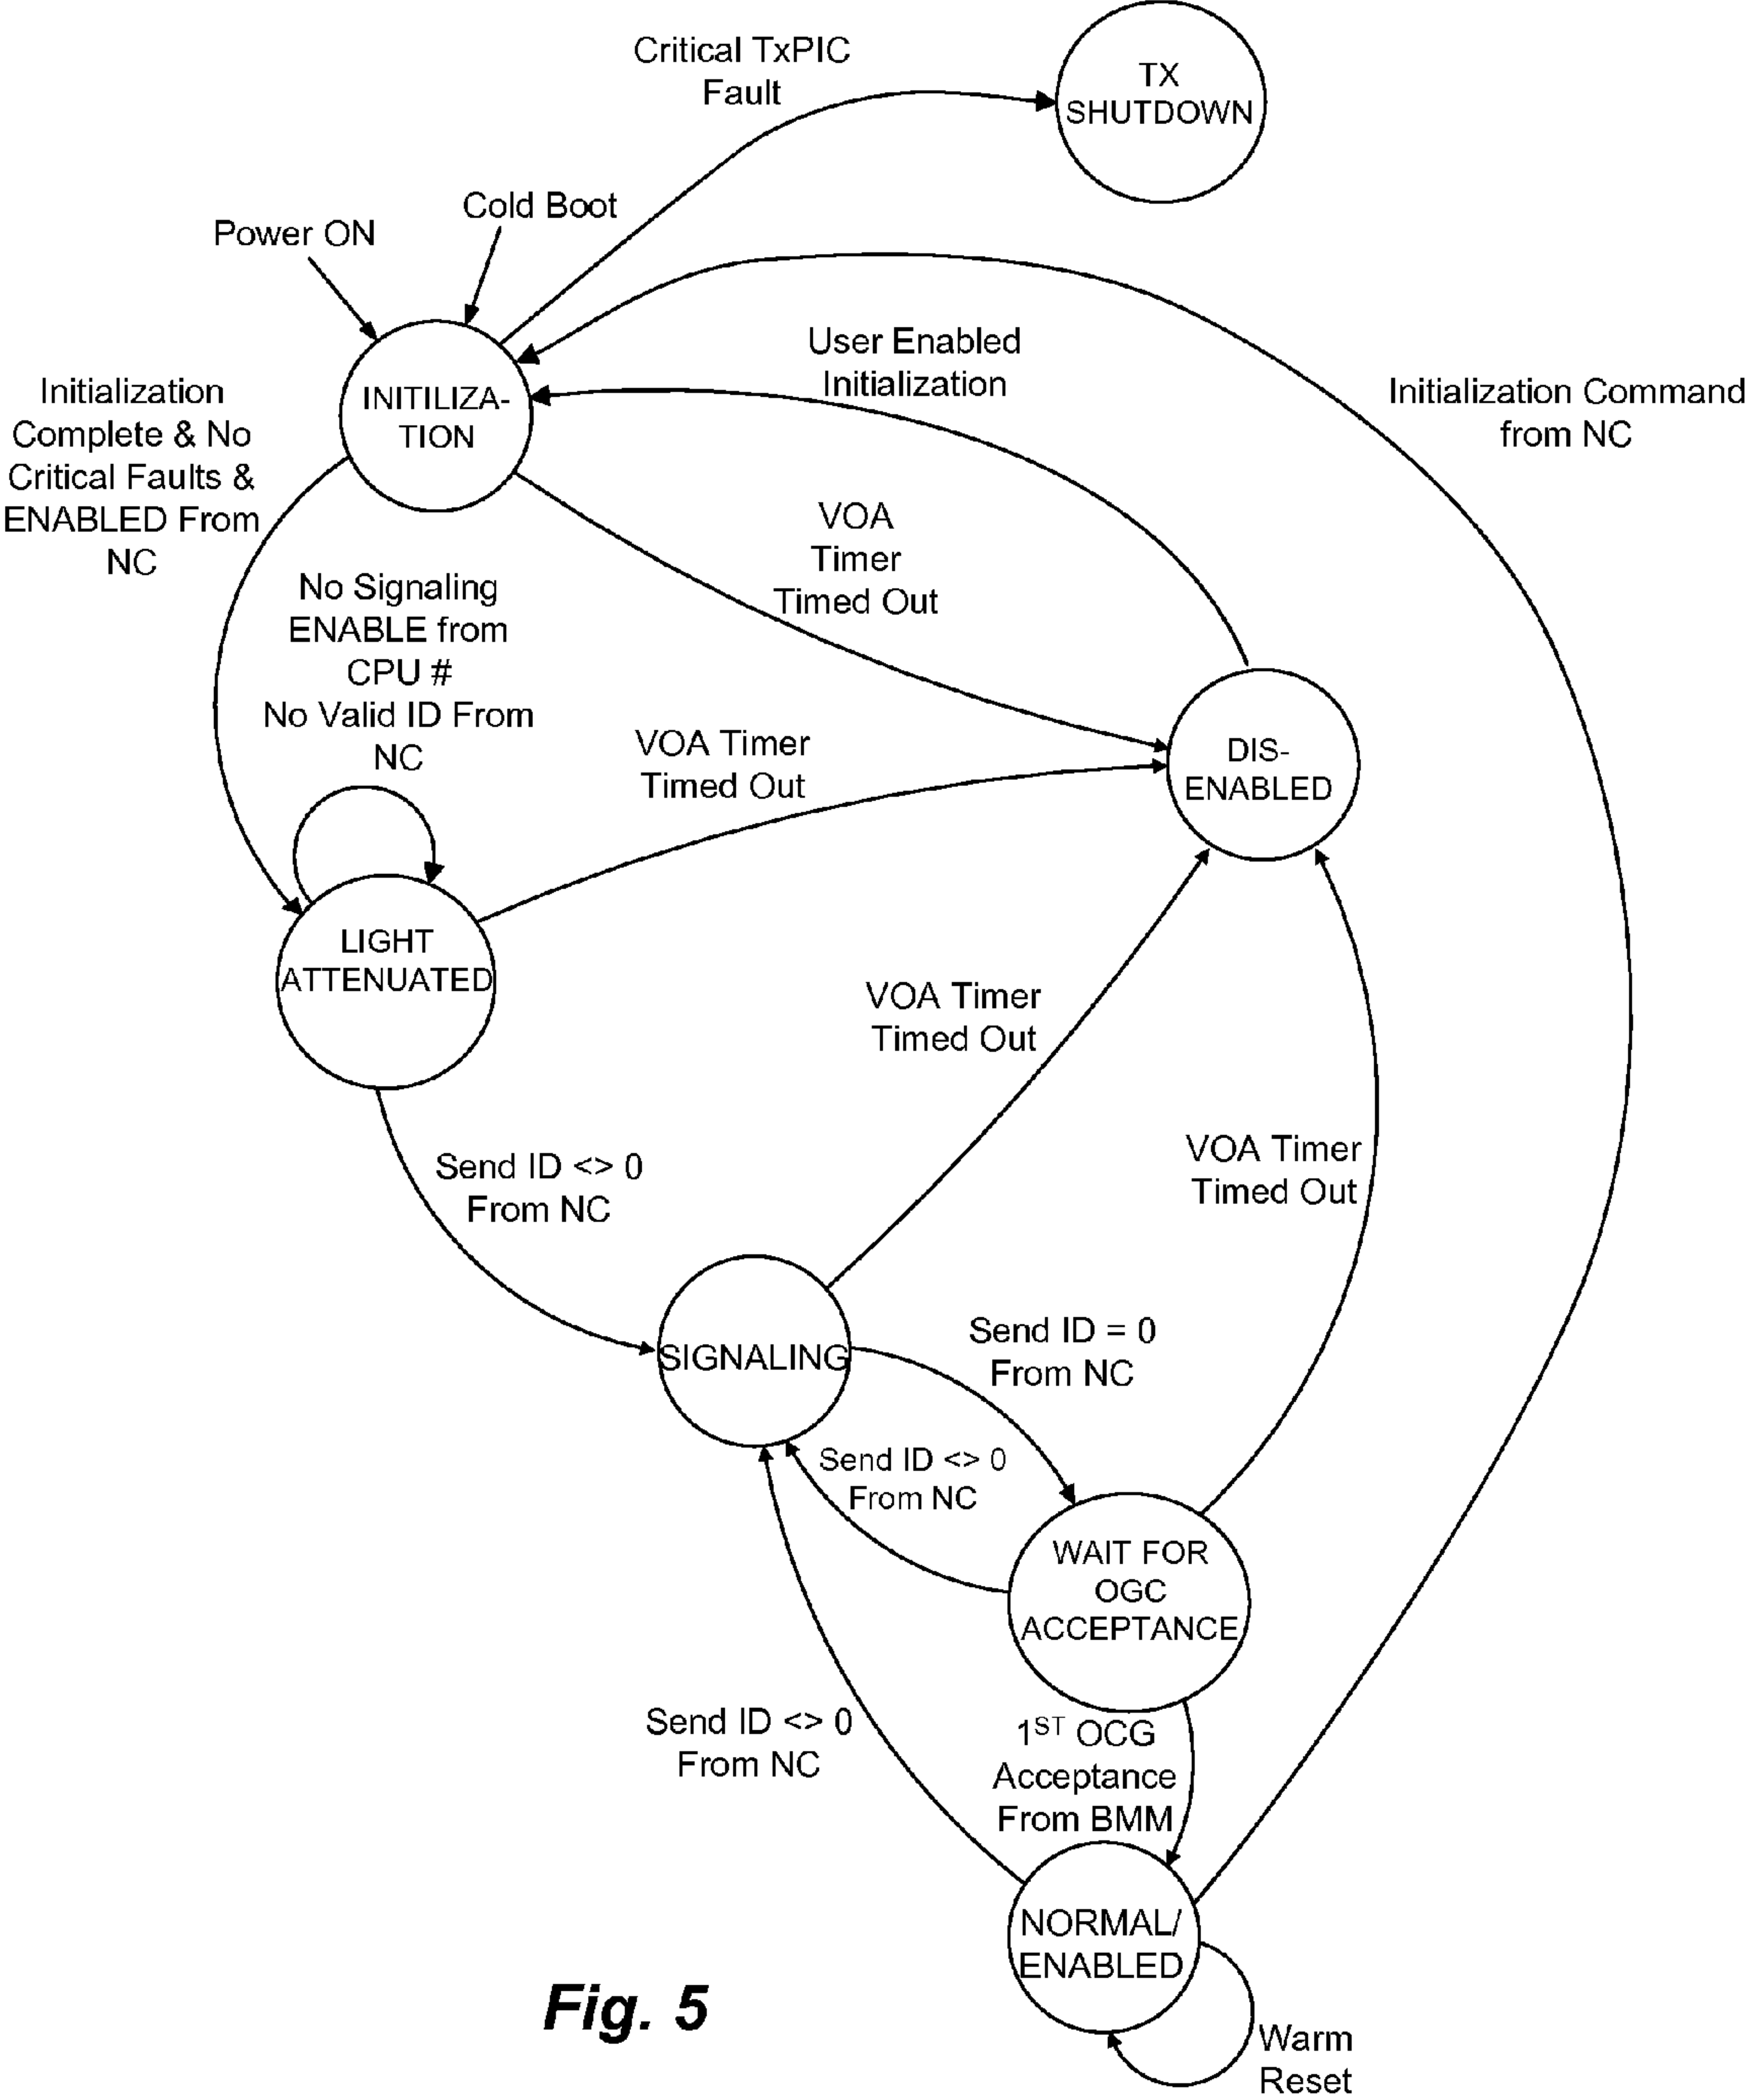 Critical TxPIC
Fault
TX
SHUTDOWN
Cold Boot
Power ON
User Enabled
Initialization
Initialization Command
from NC
INITILIZA-
TION
Initialization
Complete & No
Critical Faults &
ENABLED From
NC
VOA
Timer
Timed Out
No Signaling
ENABLE from
CPU #
No Valid ID From
NC
VOA Timer
Timed Out
DIS-
ENABLED
LIGHT
ATTENUATED
VOA Timer
Timed Out
VOA Timer
Timed Out
Send ID <> 0
From NC
SIGNALING
Send ID = 0
From NC
Send ID <> 0
From NC
WAIT FOR
OGC
ACCEPTANCE
Send ID <> 0
From NC
1ST OCG
Acceptance
From BMM
NORMAL/
ENABLED
Warm
Reset
Fig. 5